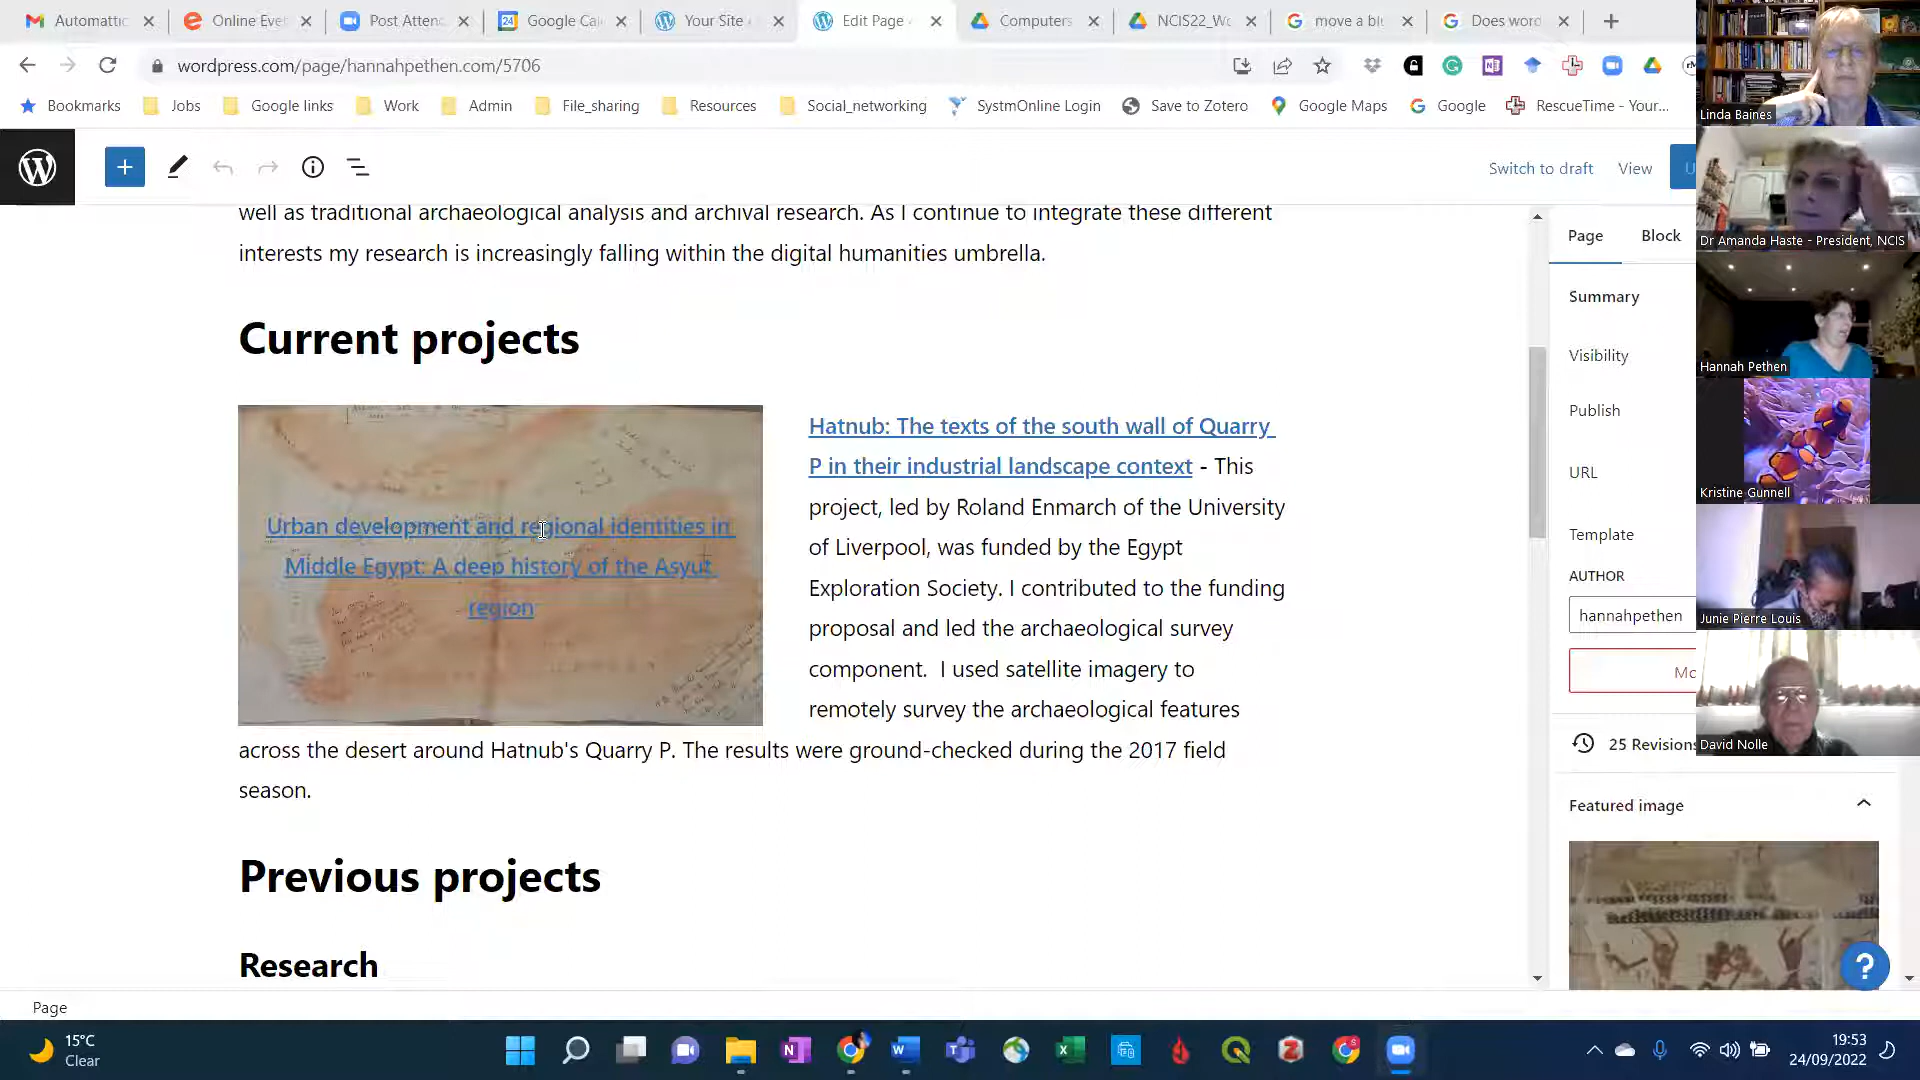 Automattic
Online Eve
Post Atten
Google Cal
Your Site
Edit Page
Computers
NCIS22_Wo
move a blu
Does word
wordpress.com/page/hannahpethen.com/5706
Bookmarks Jobs Google links Work Admin File_sharing Resources Social_networking SystmOnline Login Save to Zotero Google Maps Google RescueTime - Your...
Switch to draft View U
well as traditional archaeological analysis and archival research. As I continue to integrate these different
interests my research is increasingly falling within the digital humanities umbrella.
Current projects
Urban development and regional identities in
Middle Egypt: A deep history of the Asyut
region
Hatnub: The texts of the south wall of Quarry
P in their industrial landscape context - This
project, led by Roland Enmarch of the University
of Liverpool, was funded by the Egypt
Exploration Society. I contributed to the funding
proposal and led the archaeological survey
component. I used satellite imagery to
remotely survey the archaeological features
across the desert around Hatnub's Quarry P. The results were ground-checked during the 2017 field
season.
Previous projects
Research
Page
Page Block
Summary
Visibility
Publish
URL
Template
AUTHOR
hannahpethen
Mo
25 Revisions
Featured image
Linda Baines
Dr Amanda Haste - President, NCIS
Hannah Pethen
Kristine Gunnell
Junie Pierre Louis
David Nolle
15°C
Clear
19:53
24/09/2022